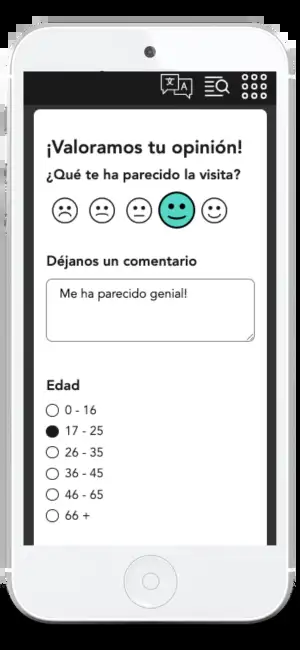 文 A
¡Valoramos tu opinión!
¿Qué te ha parecido la visita?
Déjanos un comentario
Me ha parecido genial!
Edad
0 - 16
17 - 25
26 - 35
36 - 45
46 - 65
66 +